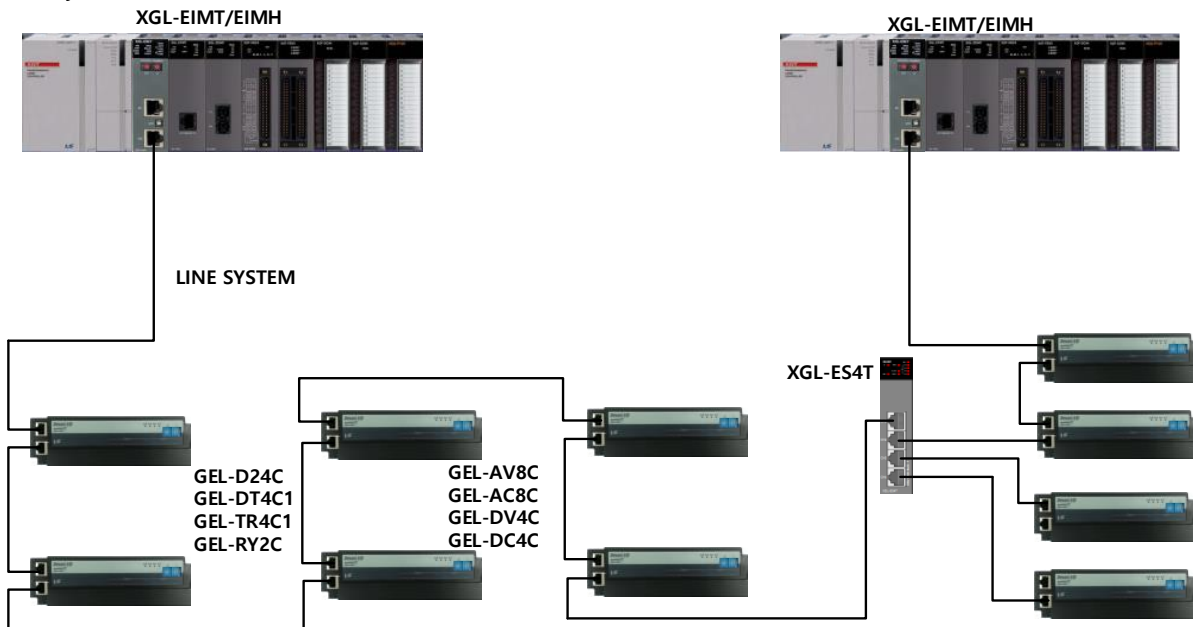 XGL-EIMT/EIMH
XGL-EIMT/EIMH
LINE SYSTEM
XGL-ES4T
GEL-D24C
GEL-DT4C1
GEL-TR4C1
GEL-RY2C
GEL-AV8C
GEL-AC8C
GEL-DV4C
GEL-DC4C